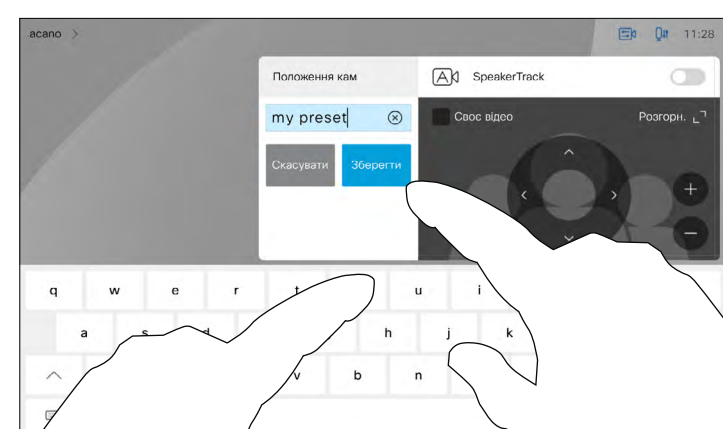 acano >
11:28
Положення кам
A SpeakerTrack
my preset
Своє відео
Розгорн.
Скасувати
Зберегти
+
−
q w e r t u i
a s d h j k
v b n